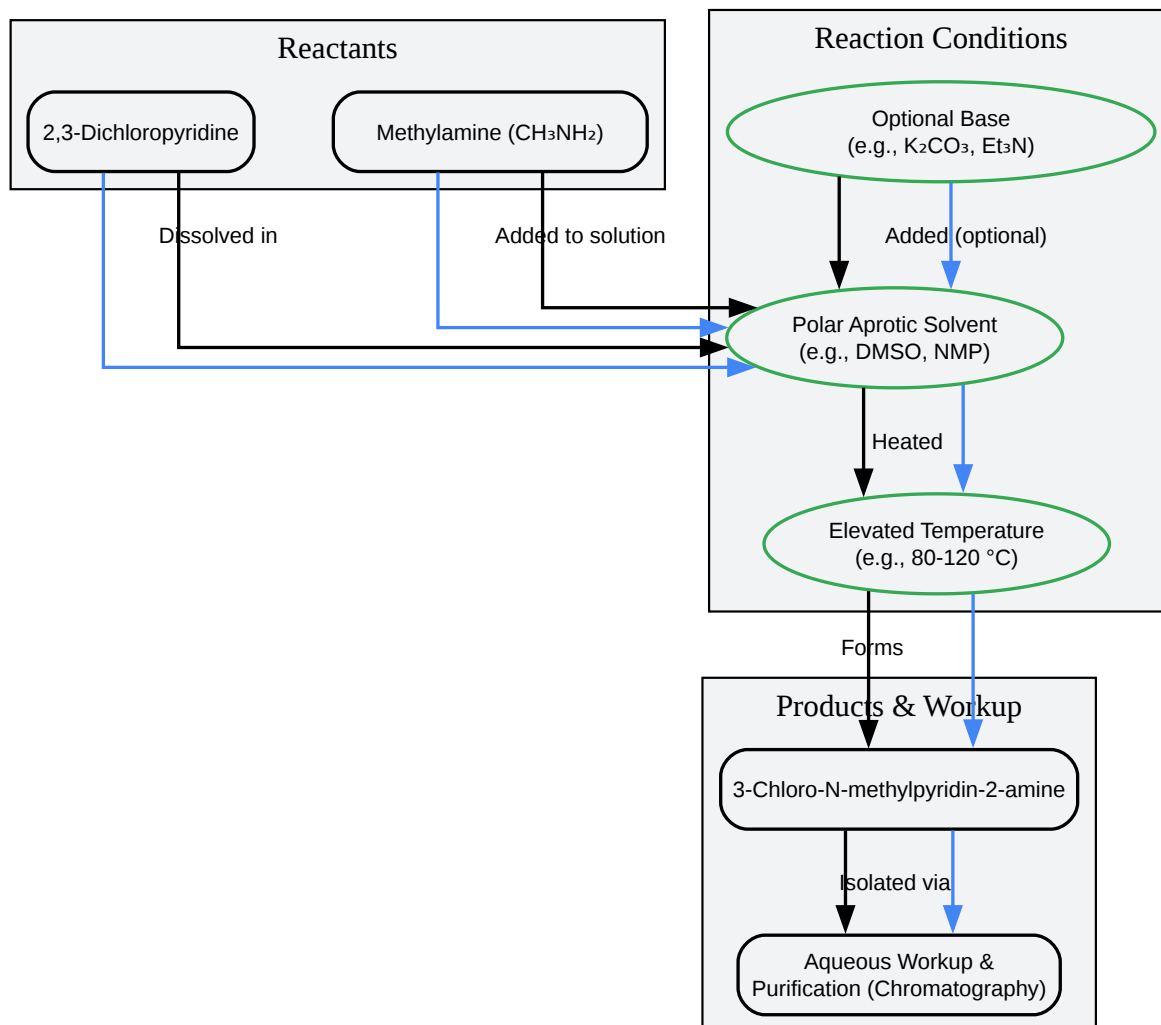 Reactants
2,3-Dichloropyridine
Methylamine (CH₃NH₂)
Reaction Conditions
Optional Base
(e.g., K₂CO₃, Et₃N)
Dissolved in
Added to solution
Added (optional)
Polar Aprotic Solvent
(e.g., DMSO, NMP)
Heated
Elevated Temperature
(e.g., 80-120 °C)
Forms
Products & Workup
3-Chloro-N-methylpyridin-2-amine
Isolated via
Aqueous Workup &
Purification (Chromatography)